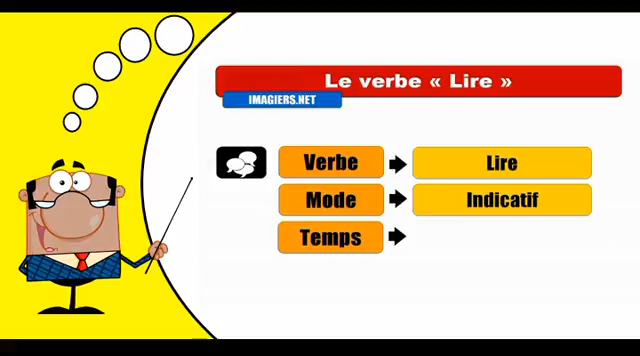 Le verbe « Lire »
IMAGIERS.NET
Verbe Lire
Mode Indicatif
Temps